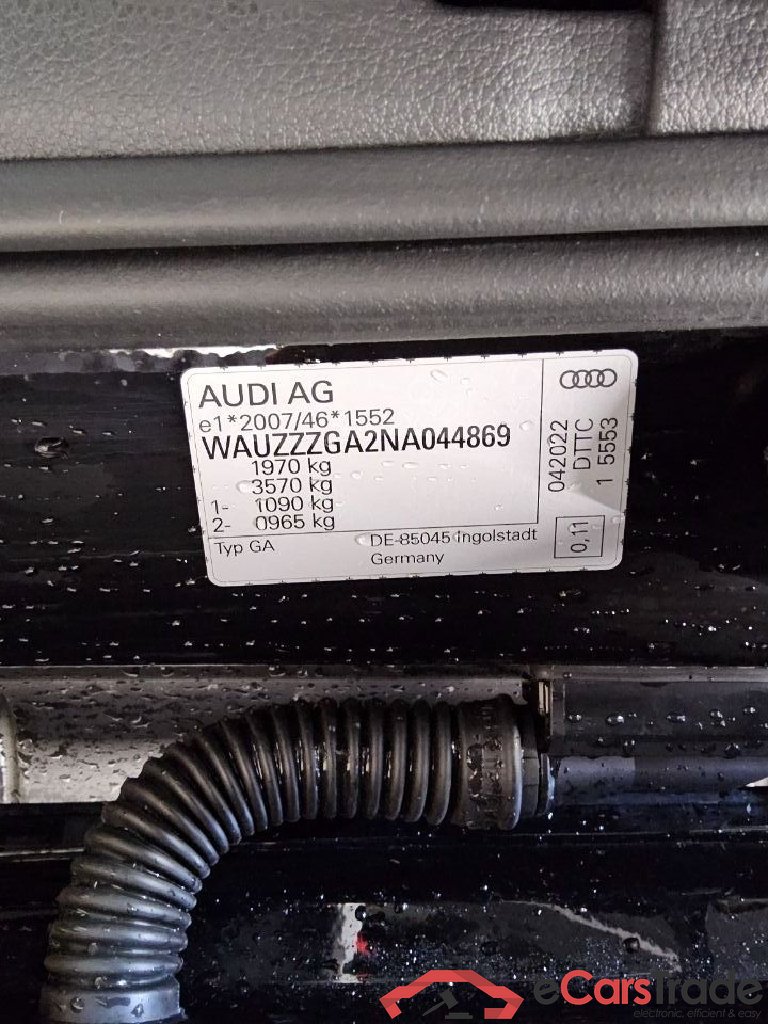 AUDI AG
e1*2007/46*1552
WAUZZZGA2NA044869
1970 kg
3570 kg
1- 1090 kg
2- 0965 kg
Typ GA
DE-85045 Ingolstadt
Germany
042022
DTTC
1 5553
0,11
eCarsTrade
electronic, efficient & easy